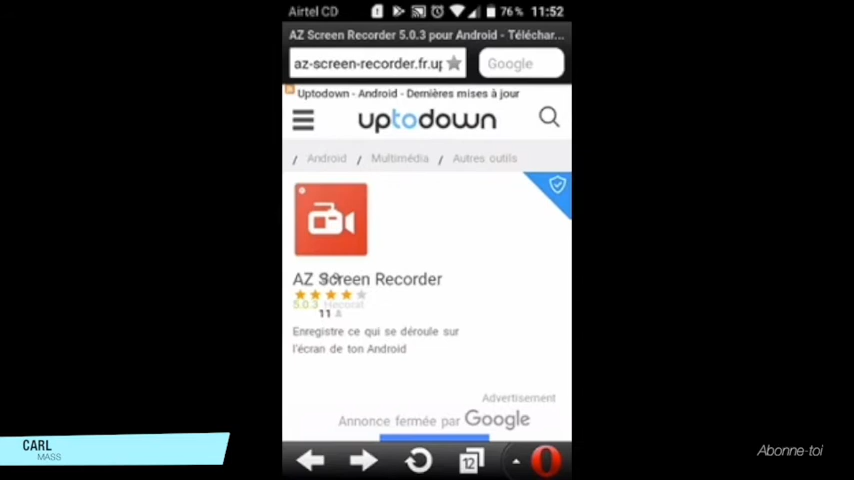 Airtel CD 76% 11:52
AZ Screen Recorder 5.0.3 pour Android - Téléchar...
az-screen-recorder.fr.up
Google
Uptodown - Android - Dernières mises à jour
uptodown
/ Android / Multimédia / Autres outils
AZ Screen Recorder
5.0.3 Hecorat
11
Enregistre ce qui se déroule sur
l'écran de ton Android
Advertisement
Annonce fermée par Google
12
CARL
MASS
Abonne-toi